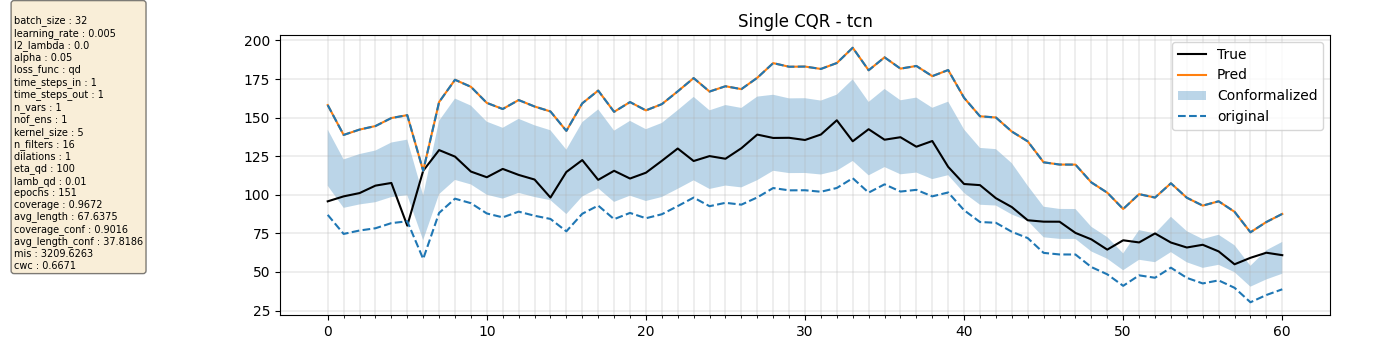 batch_size : 32
learning_rate : 0.005
l2_lambda : 0.0
alpha : 0.05
loss_func : qd
time_steps_in : 1
time_steps_out : 1
n_vars : 1
nof_ens : 1
kernel_size : 5
n_filters : 16
dilations : 1
eta_qd : 100
lamb_qd : 0.01
epochs : 151
coverage : 0.9672
avg_length : 67.6375
coverage_conf : 0.9016
avg_length_conf : 37.8186
mis : 3209.6263
cwc : 0.6671
Single CQR - tcn
200
175
150
125
100
75
50
25
0 10 20 30 40 50 60
True
Pred
Conformalized
original